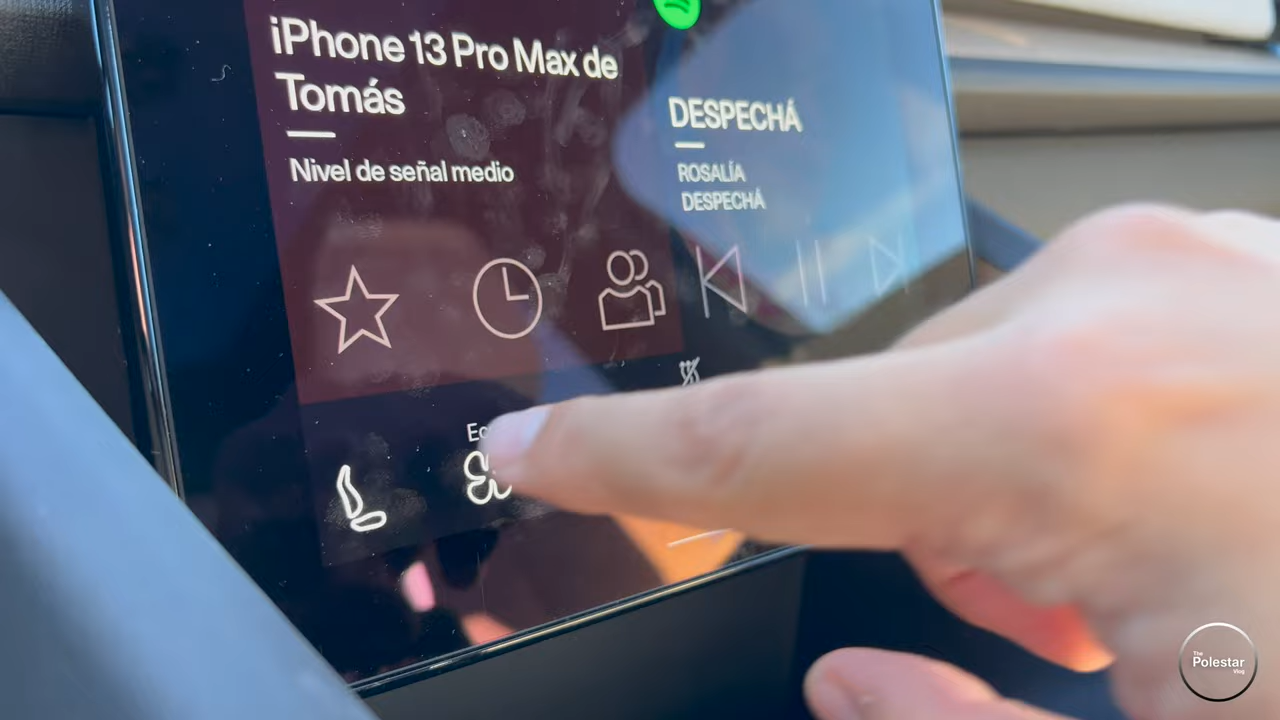 iPhone 13 Pro Max de
Tomás
Nivel de señal medio
DESPECHÁ
ROSALÍA
DESPECHÁ
The
Polestar
Vlog